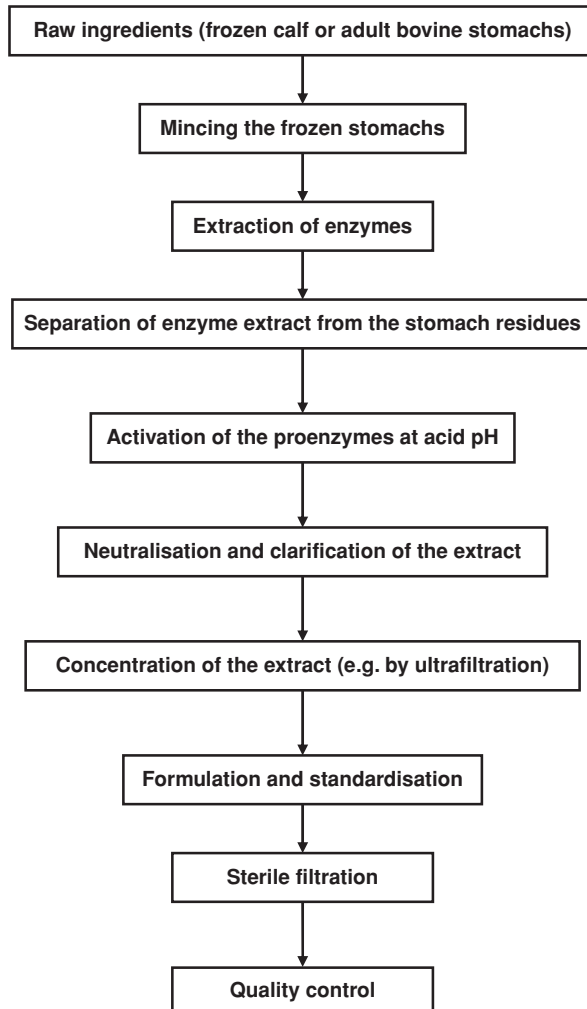 Raw ingredients (frozen calf or adult bovine stomachs)
Mincing the frozen stomachs
Extraction of enzymes
Separation of enzyme extract from the stomach residues
Activation of the proenzymes at acid pH
Neutralisation and clarification of the extract
Concentration of the extract (e.g. by ultrafiltration)
Formulation and standardisation
Sterile filtration
Quality control